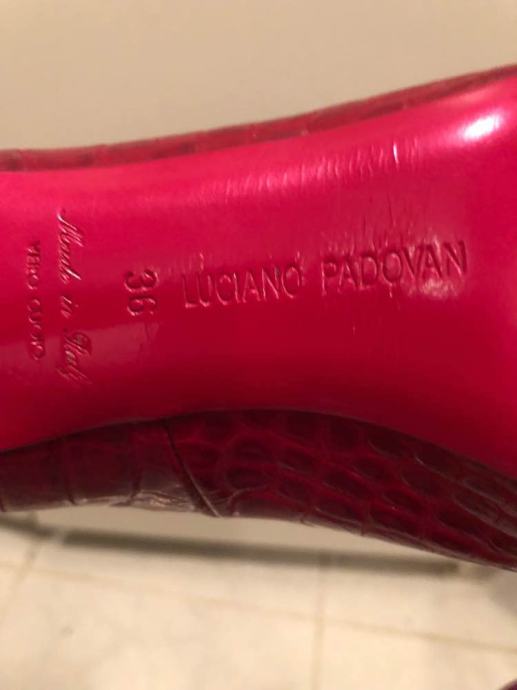 LUCIANO PADOVAN
36
Made in Italy
VERO CUOIO